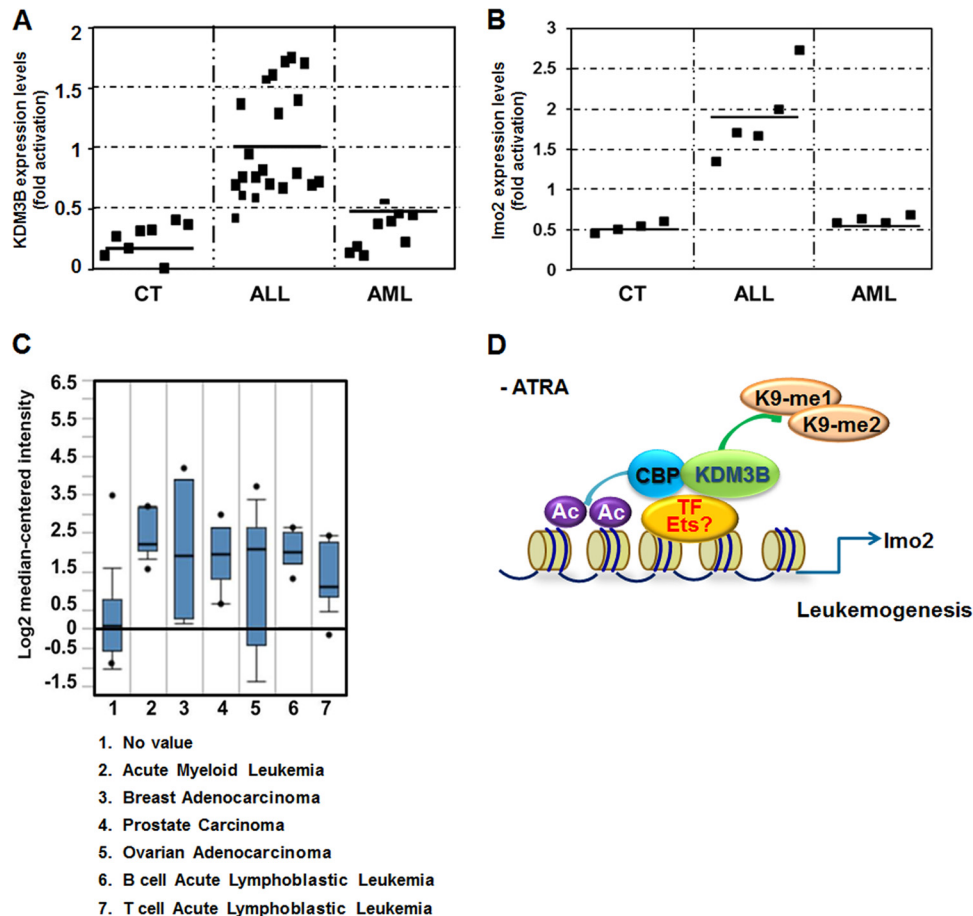 A
KDM3B expression levels
(fold activation)
2
1.5
1
0.5
0
CT
ALL
AML
B
lmo2 expression levels
(fold activation)
3
2.5
2
1.5
1
0.5
0
CT
ALL
AML
C
Log2 median-centered intensity
6.5
5.5
4.5
3.5
2.5
1.5
0.5
0
-0.5
-1.5
1 2 3 4 5 6 7
1. No value
2. Acute Myeloid Leukemia
3. Breast Adenocarcinoma
4. Prostate Carcinoma
5. Ovarian Adenocarcinoma
6. B cell Acute Lymphoblastic Leukemia
7. T cell Acute Lymphoblastic Leukemia
D
- ATRA
K9-me1
K9-me2
CBP
KDM3B
Ac
Ac
TF
Ets?
lmo2
Leukemogenesis